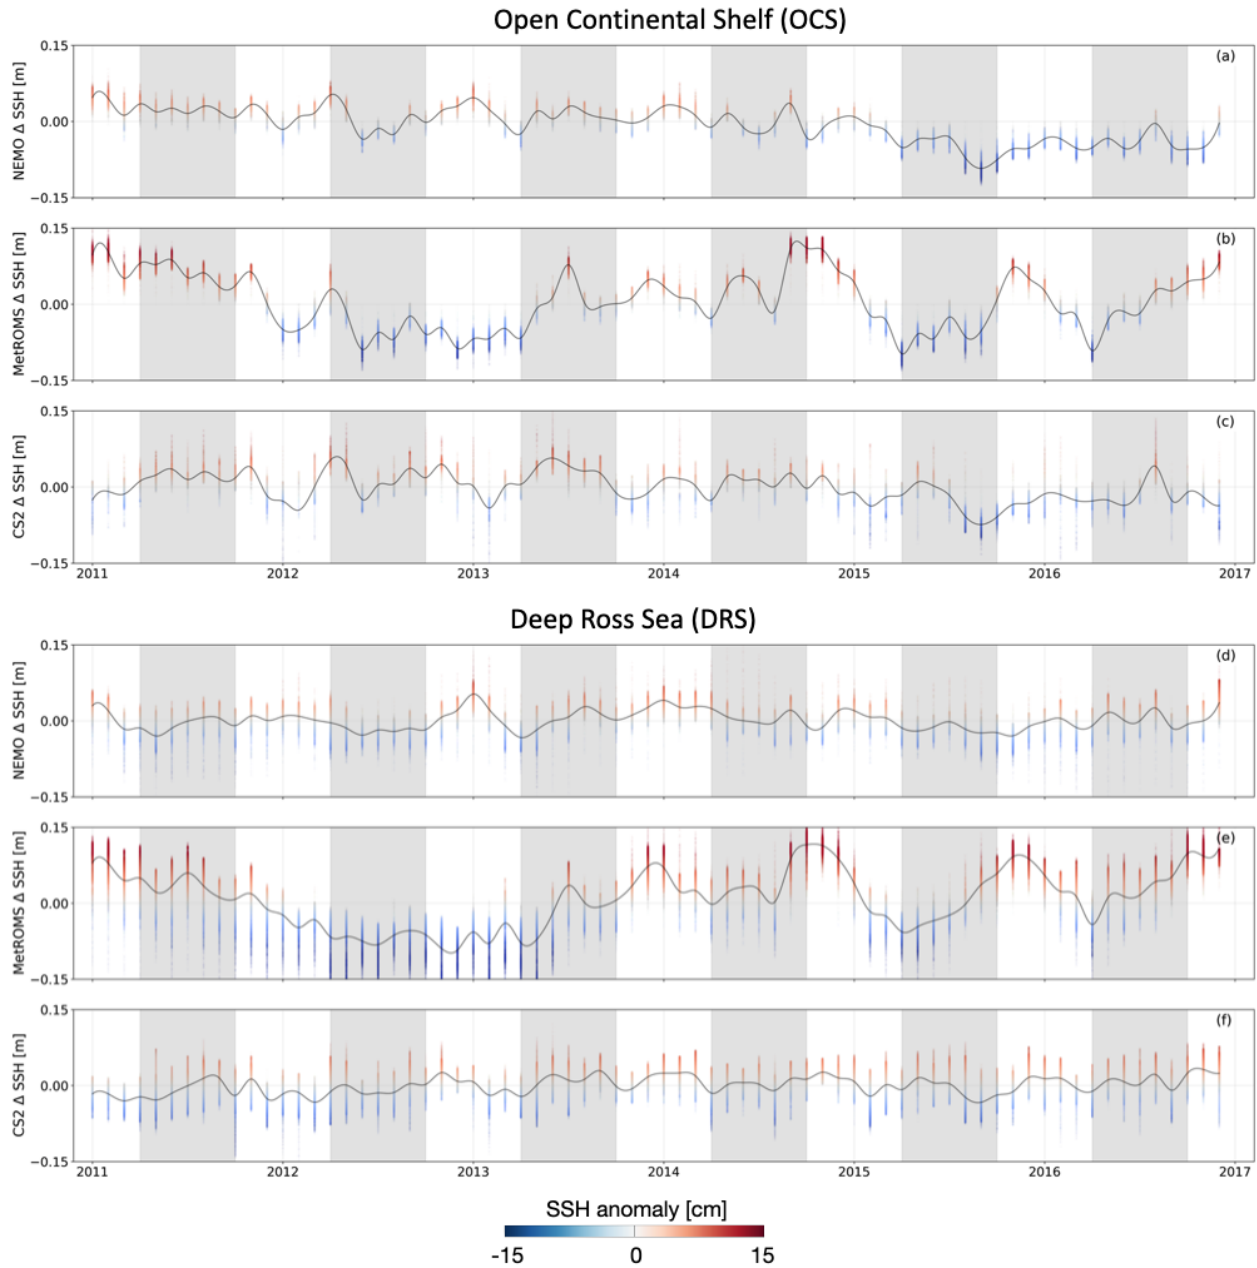 Open Continental Shelf (OCS)
NEMO Δ SSH [m]
0.15
0.00
−0.15
(a)
MetROMS Δ SSH [m]
0.15
0.00
−0.15
(b)
CS2 Δ SSH [m]
0.15
0.00
−0.15
(c)
2011 2012 2013 2014 2015 2016 2017
Deep Ross Sea (DRS)
NEMO Δ SSH [m]
0.15
0.00
−0.15
(d)
MetROMS Δ SSH [m]
0.15
0.00
−0.15
(e)
CS2 Δ SSH [m]
0.15
0.00
−0.15
(f)
2011 2012 2013 2014 2015 2016 2017
SSH anomaly [cm]
-15 0 15